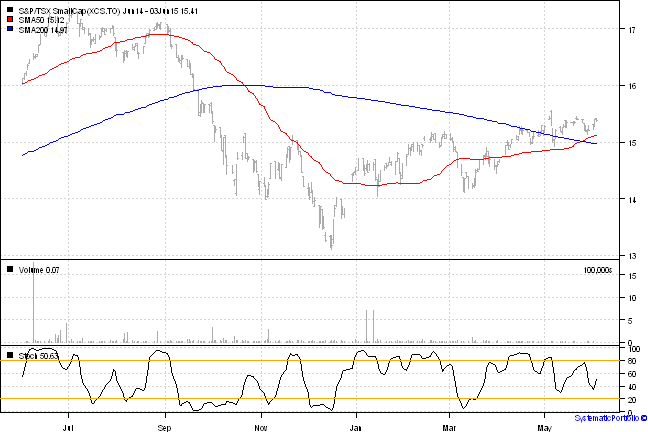 S&P/TSX SmallCap(XCS.TO) Jun14 - 03Jun15 15.41
SMA50 15.12
SMA200 14.97
17
16
15
14
13
Volume 0.07
100,000s
15
10
5
0
Stoch 50.63
100
80
60
40
20
0
Jul Sep Nov Jan Mar May
SystematicPortfolio ©